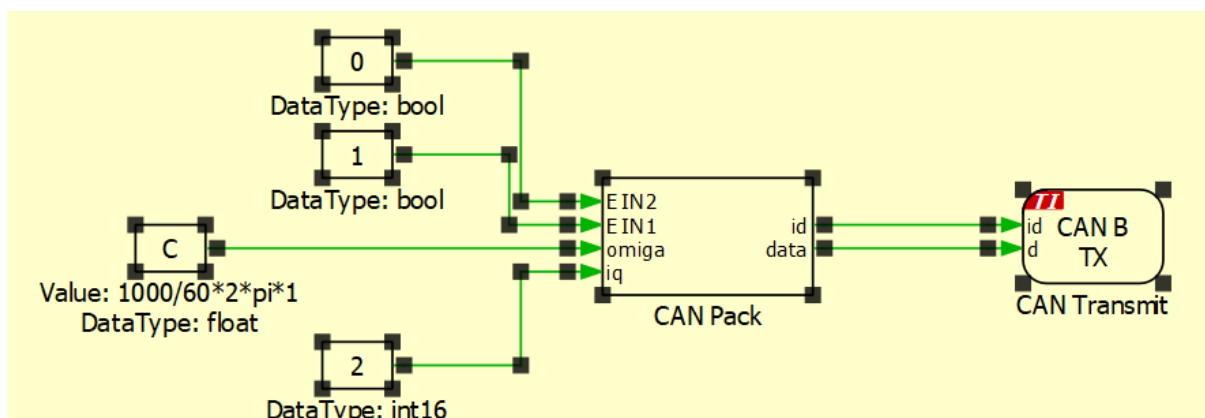 0
DataType: bool
1
DataType: bool
C
Value: 1000/60*2*pi*1
DataType: float
2
DataType: int16
EIN2
EIN1
omiga
iq
id
data
CAN Pack
TI
id
d
CAN B
TX
CAN Transmit